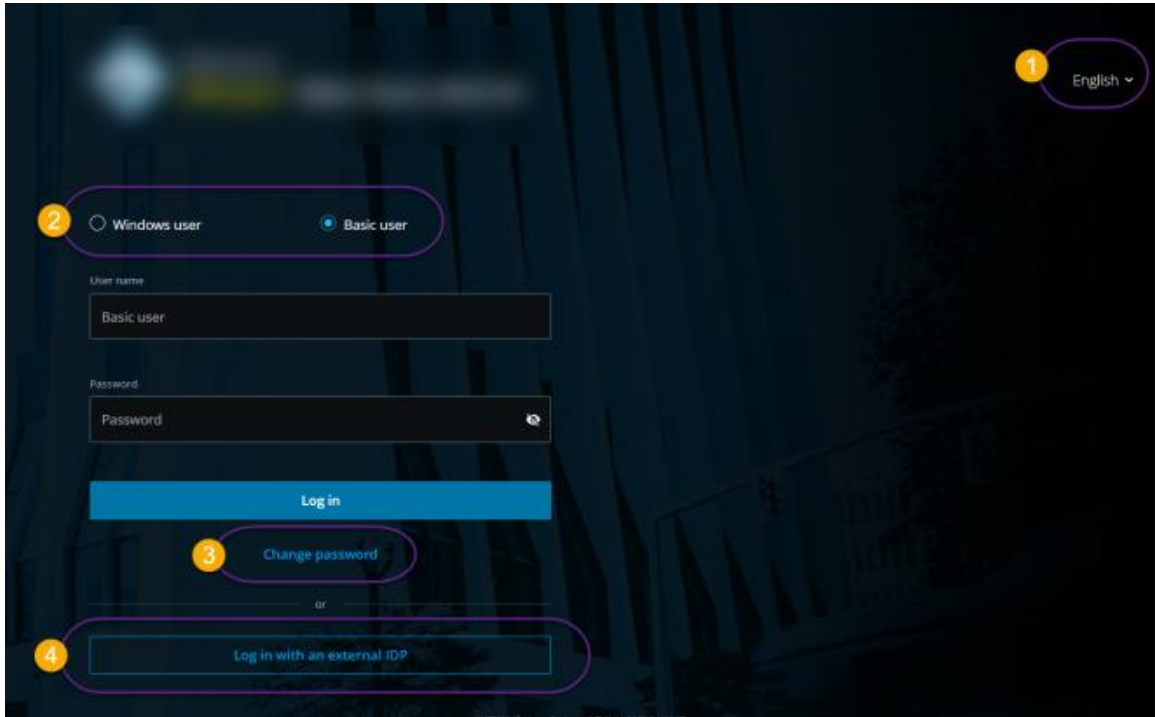 1
English
2
Windows user Basic user
User name
Basic user
Password
Password
Log in
3
Change password
or
4
Log in with an external IDP